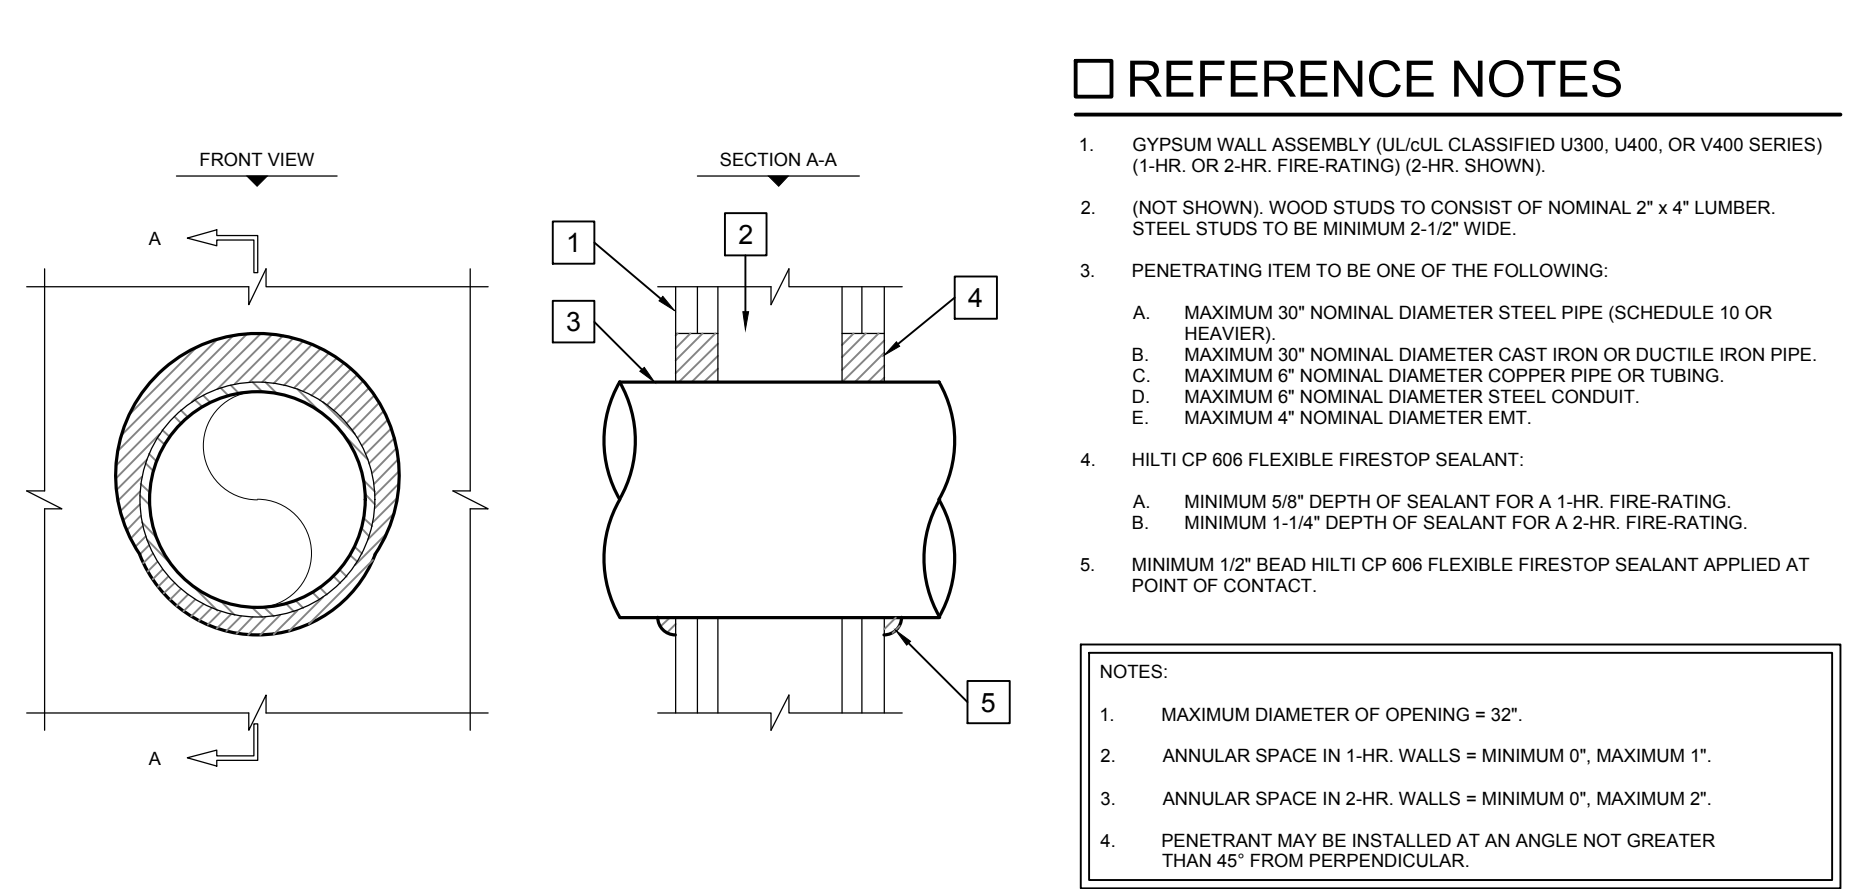 FRONT VIEW
A
A
SECTION A-A
1
2
3
4
5
REFERENCE NOTES
1. GYPSUM WALL ASSEMBLY (UL/cUL CLASSIFIED U300, U400, OR V400 SERIES)
(1-HR. OR 2-HR. FIRE-RATING) (2-HR. SHOWN).
2. (NOT SHOWN). WOOD STUDS TO CONSIST OF NOMINAL 2" x 4" LUMBER.
STEEL STUDS TO BE MINIMUM 2-1/2" WIDE.
3. PENETRATING ITEM TO BE ONE OF THE FOLLOWING:
A. MAXIMUM 30" NOMINAL DIAMETER STEEL PIPE (SCHEDULE 10 OR
HEAVIER).
B. MAXIMUM 30" NOMINAL DIAMETER CAST IRON OR DUCTILE IRON PIPE.
C. MAXIMUM 6" NOMINAL DIAMETER COPPER PIPE OR TUBING.
D. MAXIMUM 6" NOMINAL DIAMETER STEEL CONDUIT.
E. MAXIMUM 4" NOMINAL DIAMETER EMT.
4. HILTI CP 606 FLEXIBLE FIRESTOP SEALANT:
A. MINIMUM 5/8" DEPTH OF SEALANT FOR A 1-HR. FIRE-RATING.
B. MINIMUM 1-1/4" DEPTH OF SEALANT FOR A 2-HR. FIRE-RATING.
5. MINIMUM 1/2" BEAD HILTI CP 606 FLEXIBLE FIRESTOP SEALANT APPLIED AT
POINT OF CONTACT.
NOTES:
1. MAXIMUM DIAMETER OF OPENING = 32".
2. ANNULAR SPACE IN 1-HR. WALLS = MINIMUM 0", MAXIMUM 1".
3. ANNULAR SPACE IN 2-HR. WALLS = MINIMUM 0", MAXIMUM 2".
4. PENETRANT MAY BE INSTALLED AT AN ANGLE NOT GREATER
THAN 45° FROM PERPENDICULAR.